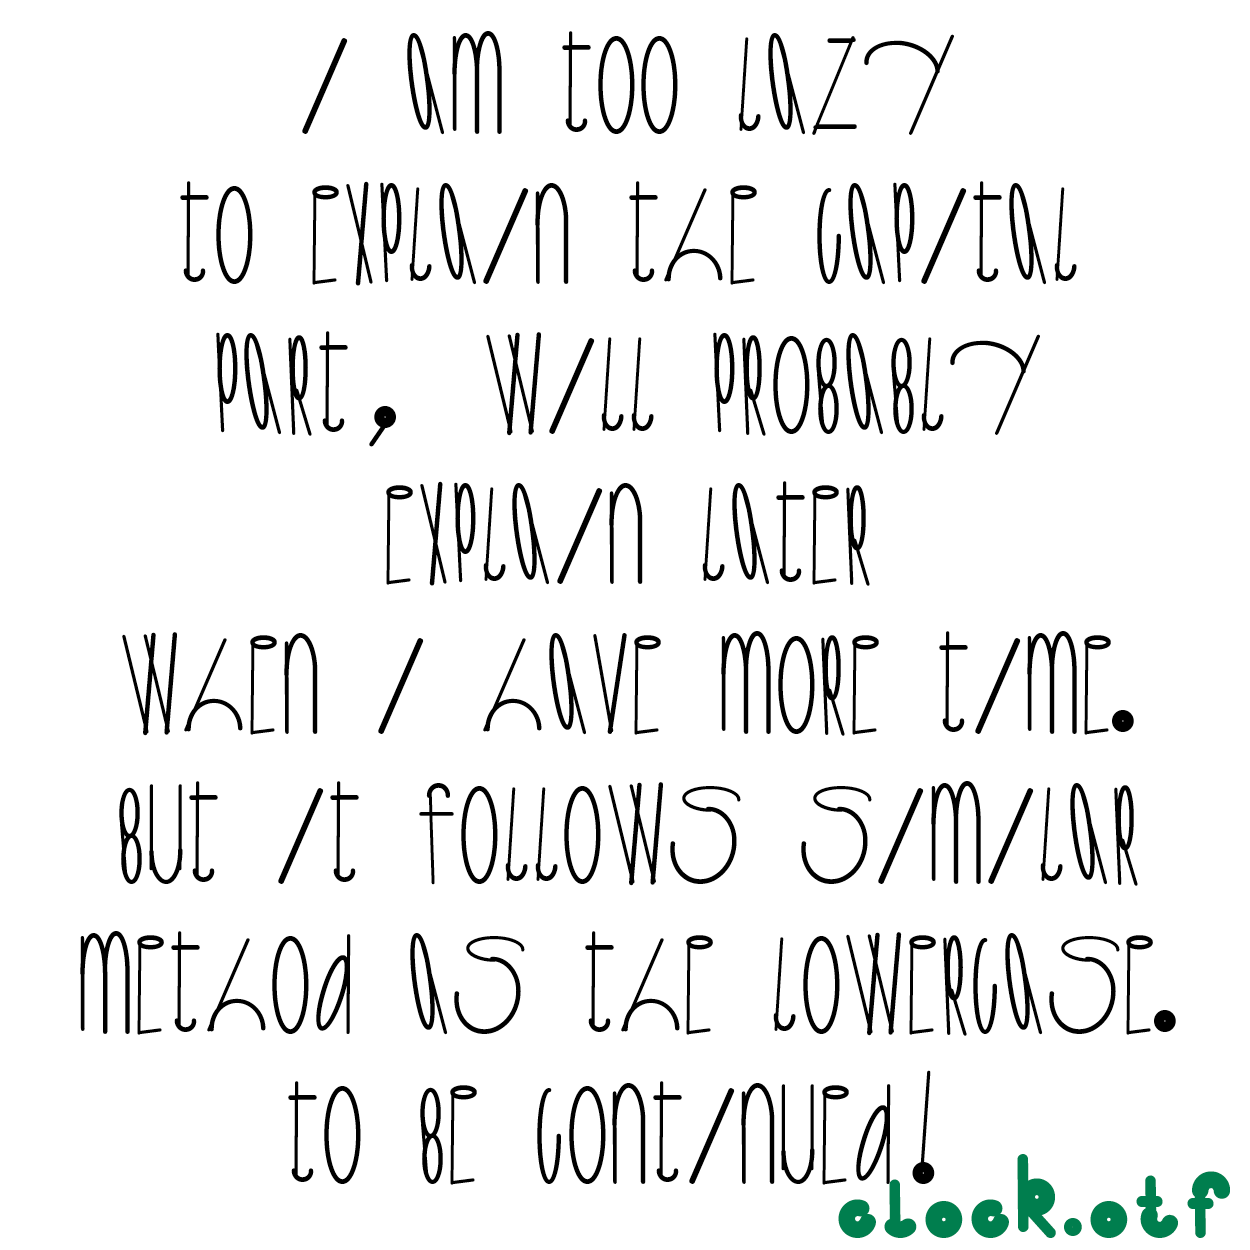 I am too lazy
to explain the capital
part, will probably
explain later
when I have more time.
But it follows similar
method as the lowercase.
to be continued!
clock.otf